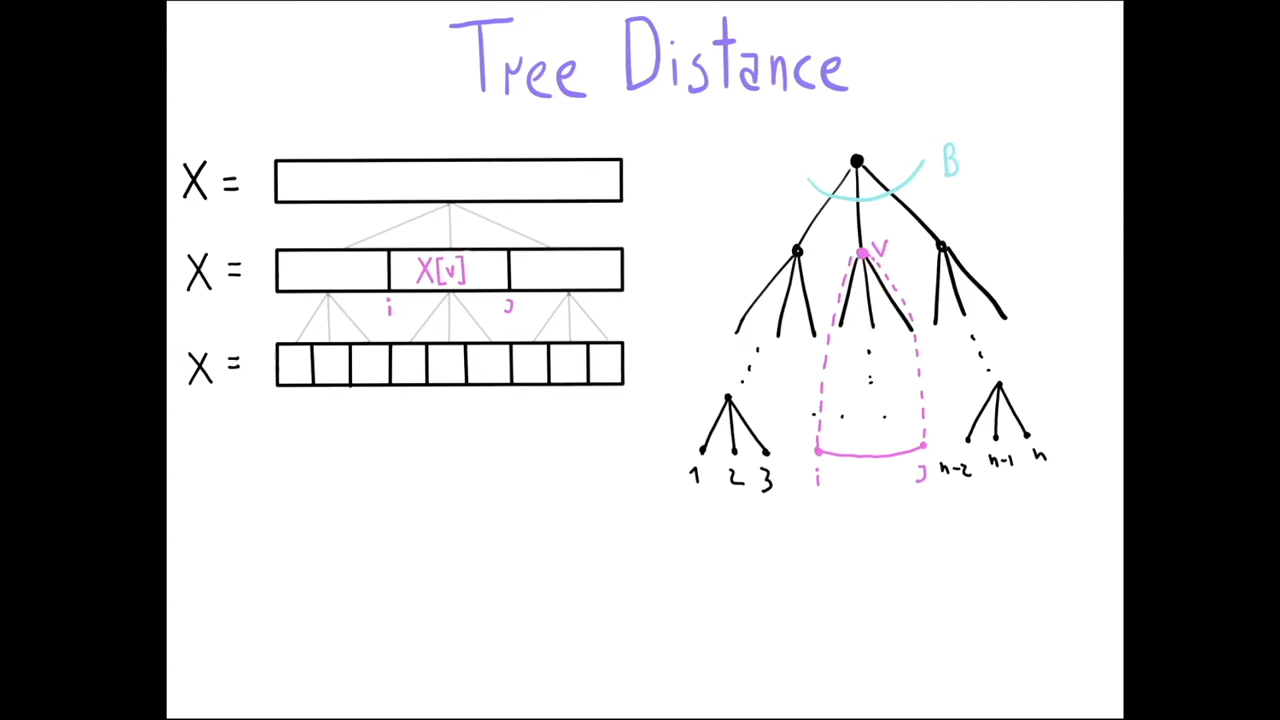 Tree Distance
X =
B
X =
X[v]
v
i
j
X =
1 2 3
i
j
n-2 n-1 n